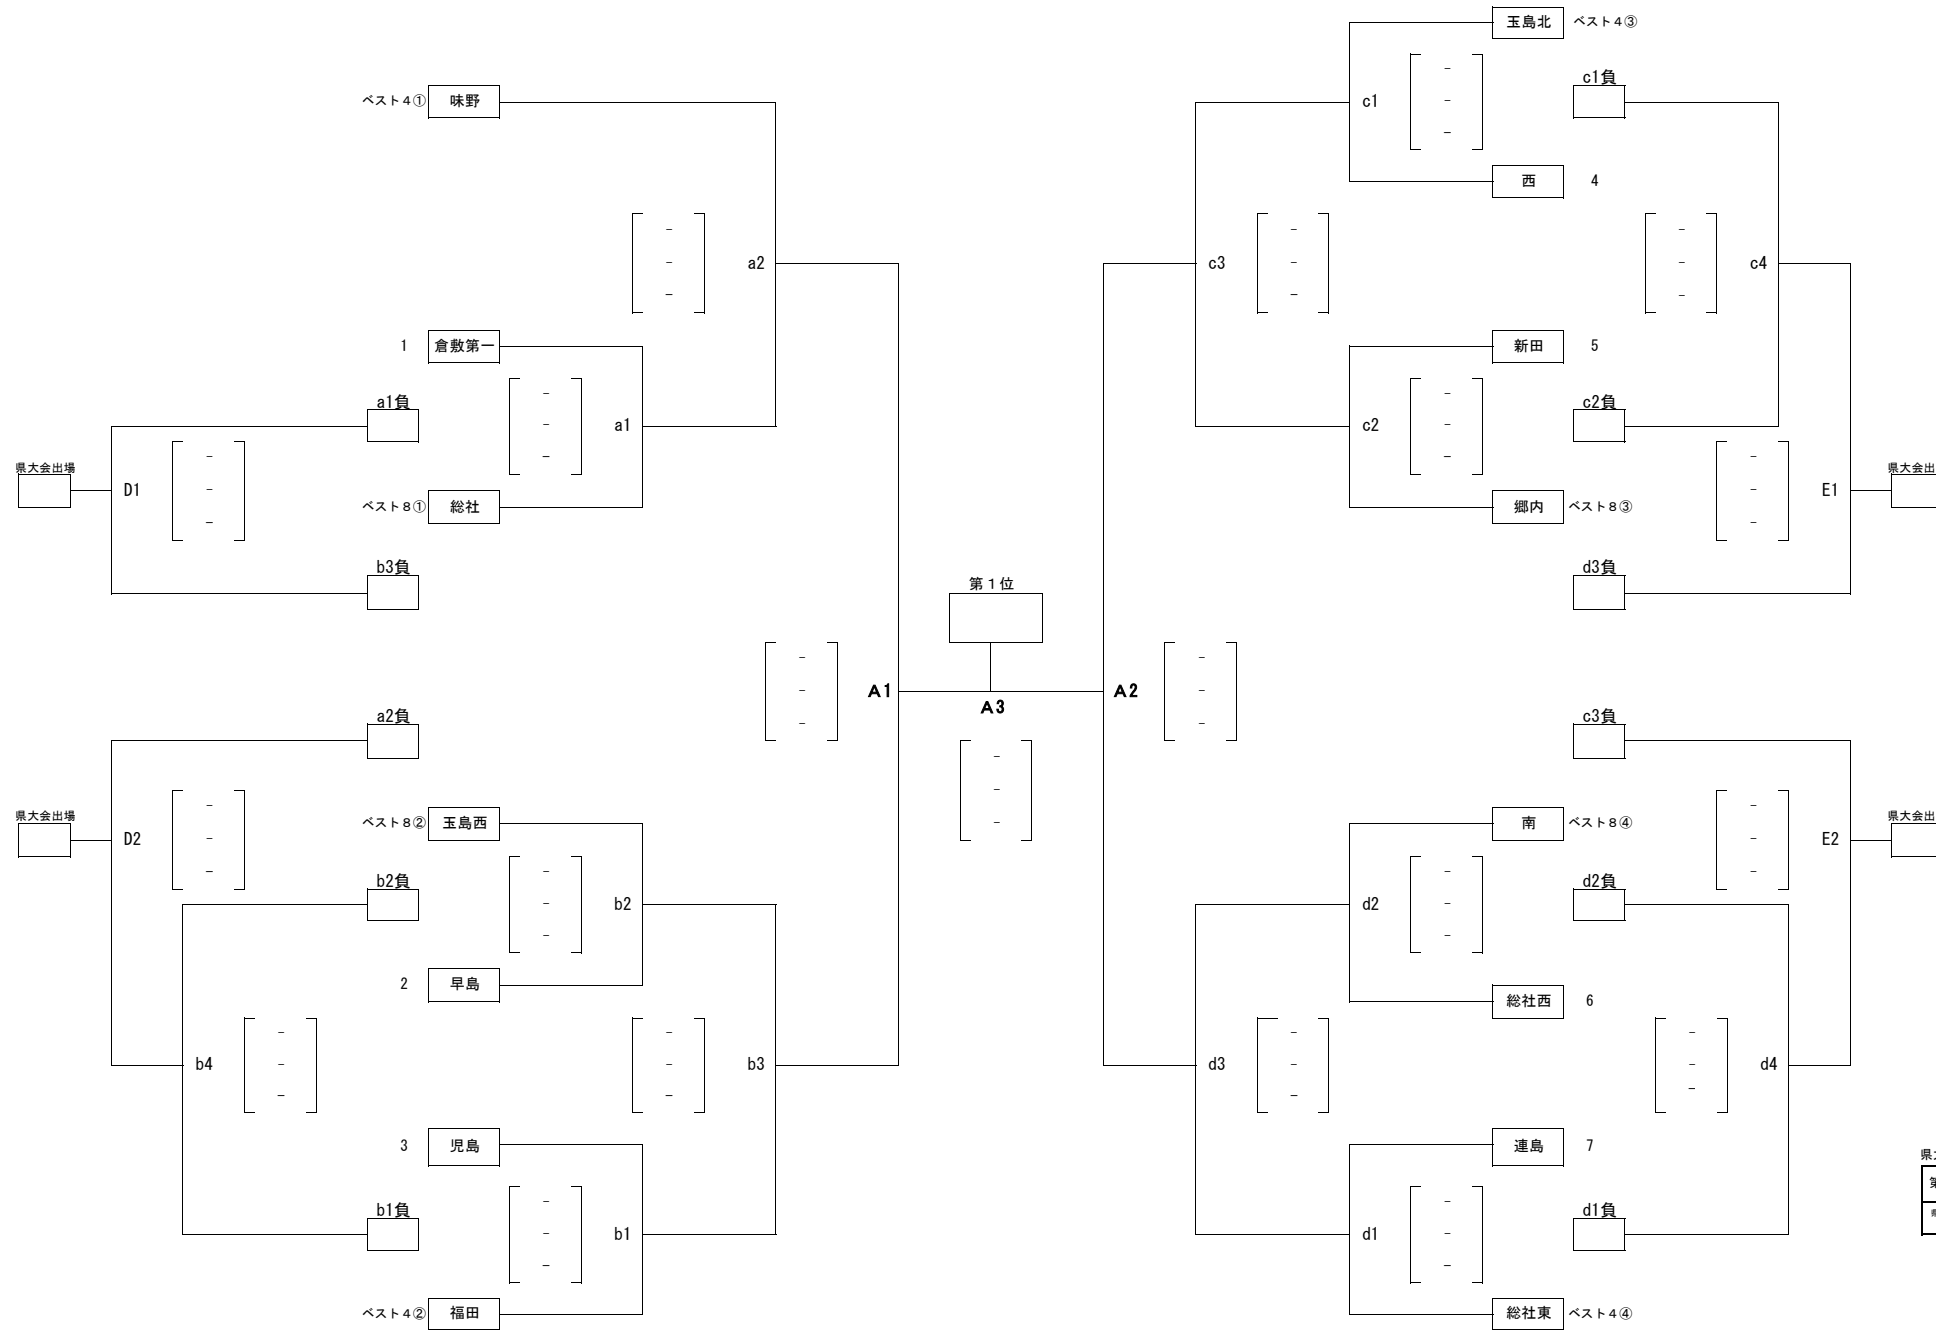 玉島北 ベスト４③
c1負
ベスト４① 味野
c1
西 4
a2
c3
c4
1 倉敷第一
新田 5
a1負
c2負
a1
c2
県大会出場
県大会出
D1
E1
ベスト８① 総社
郷内 ベスト８③
b3負
d3負
第１位
A1
A2
A3
a2負
c3負
県大会出場
県大会出
ベスト８② 玉島西
南 ベスト８④
D2
E2
b2負
d2負
b2
d2
2 早島
総社西 6
b4
b3
d3
d4
3 児島
連島 7
b1負
d1負
b1
d1
ベスト４② 福田
総社東 ベスト４④